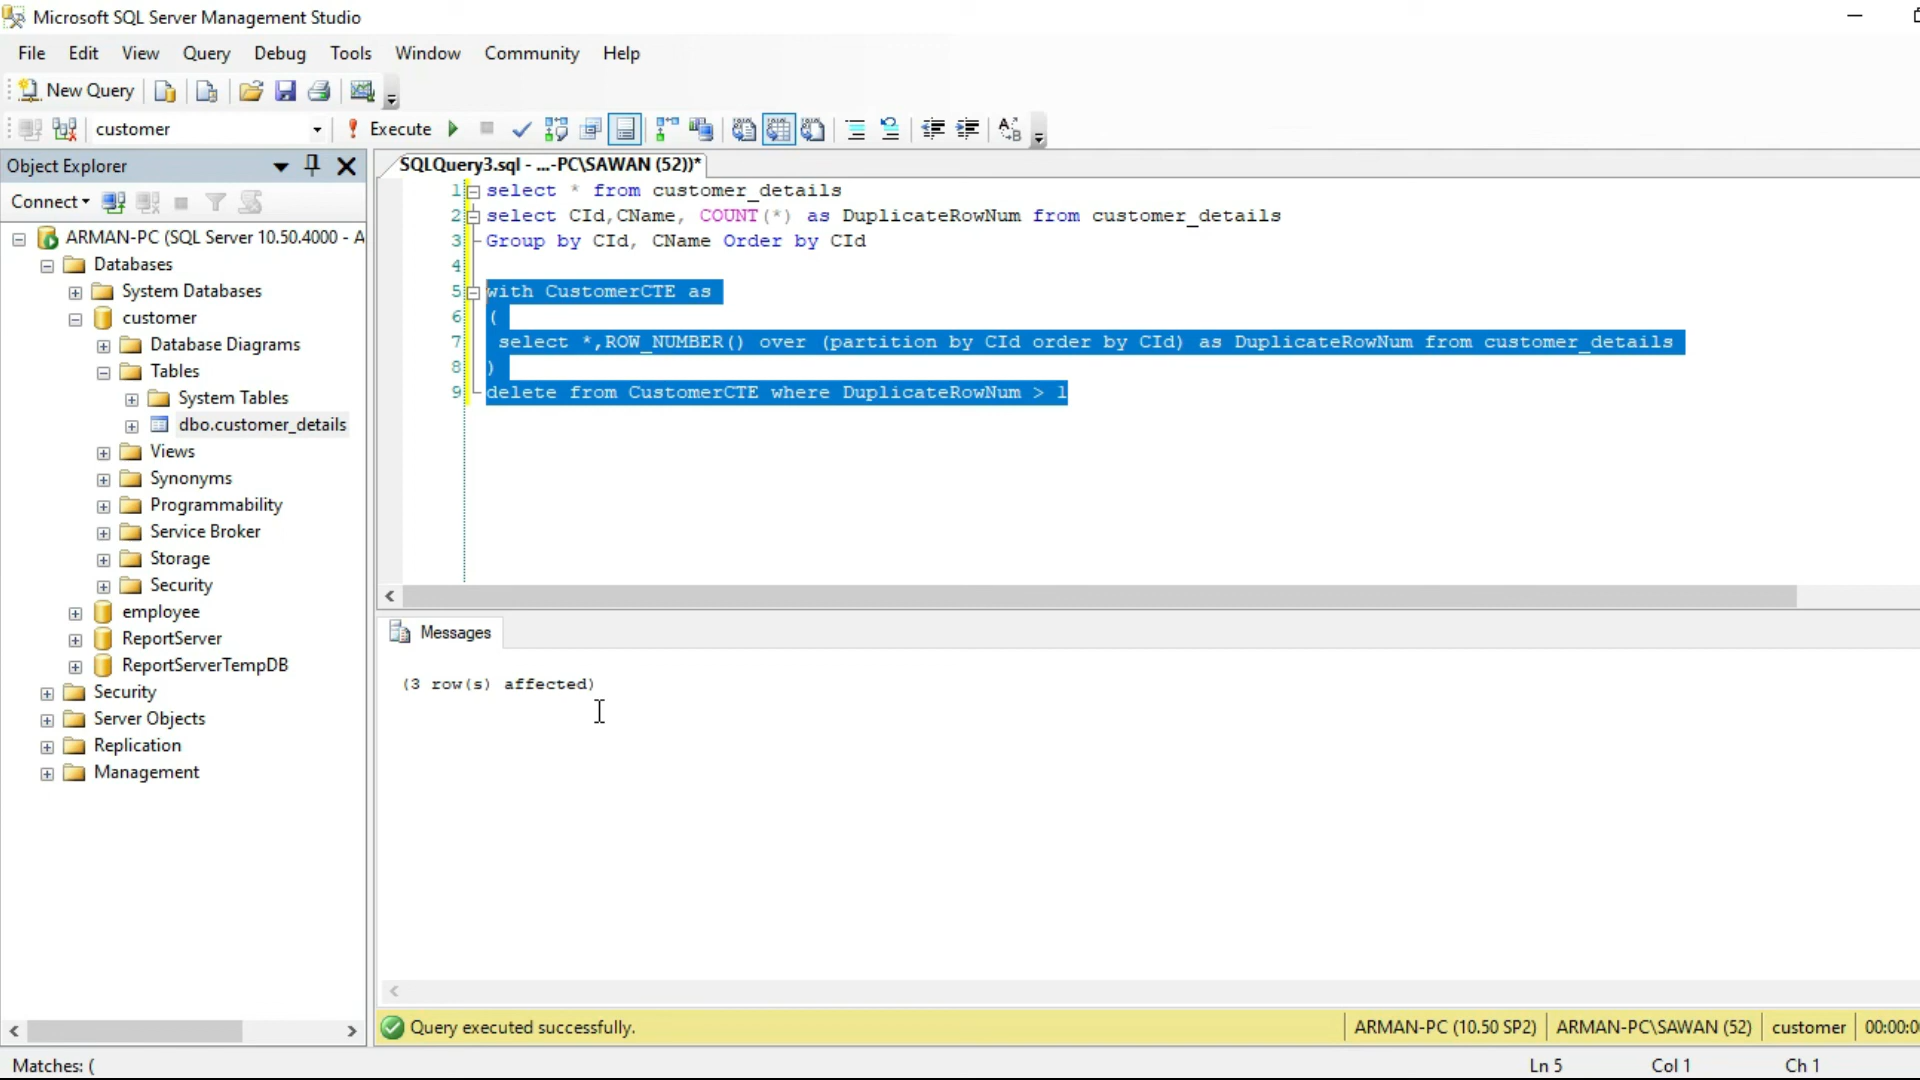 Microsoft SQL Server Management Studio
File Edit View Query Debug Tools Window Community Help
New Query
customer Execute
Object Explorer
SQLQuery3.sql - ...-PC\SAWAN (52))*
Connect
ARMAN-PC (SQL Server 10.50.4000 - A
Databases
System Databases
customer
Database Diagrams
Tables
System Tables
dbo.customer_details
Views
Synonyms
Programmability
Service Broker
Storage
Security
employee
ReportServer
ReportServerTempDB
Security
Server Objects
Replication
Management
1 select * from customer_details
2 select CId,CName, COUNT(*) as DuplicateRowNum from customer_details
3 Group by CId, CName Order by CId
4
5 with CustomerCTE as
6 (
7 select *,ROW_NUMBER() over (partition by CId order by CId) as DuplicateRowNum from customer_details
8 )
9 delete from CustomerCTE where DuplicateRowNum > 1
Messages
(3 row(s) affected)
Query executed successfully. ARMAN-PC (10.50 SP2) ARMAN-PC\SAWAN (52) customer 00:00:0
Matches: ( Ln 5 Col 1 Ch 1